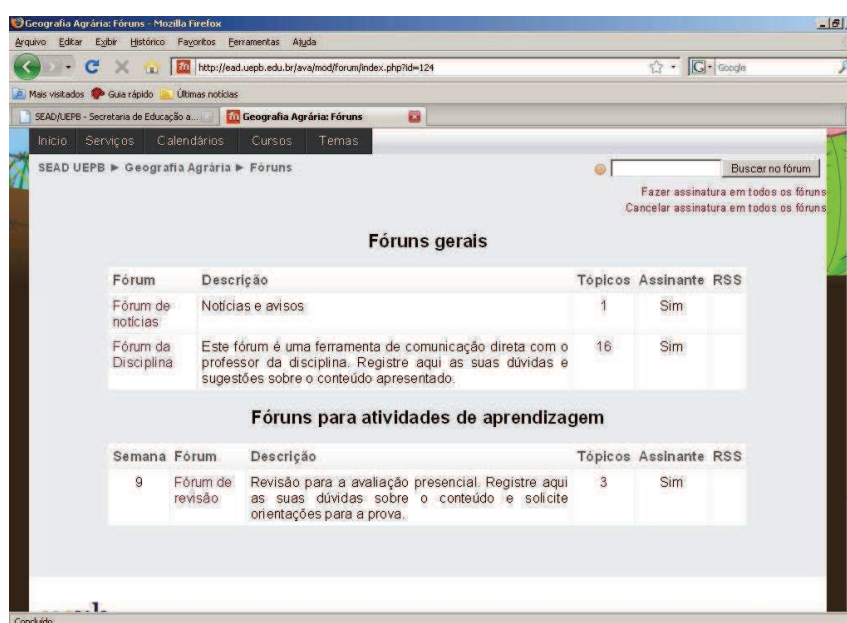 Geografia Agrária: Fóruns - Mozilla Firefox
Arquivo Editar Exibir Histórico Favoritos Ferramentas Ajuda
http://ead.uepb.edu.br/ava/mod/forum/index.php?id=124
Google
Mais visitados Guia rápido Últimas notícias
SEAD/UEPB - Secretaria de Educação a... Geografia Agrária: Fóruns
Início Serviços Calendários Cursos Temas
SEAD UEPB ► Geografia Agrária ► Fóruns
Buscar no fórum
Fazer assinatura em todos os fóruns
Cancelar assinatura em todos os fóruns
Fóruns gerais
Fórum Descrição Tópicos Assinante RSS
Fórum de Notícias e avisos 1 Sim
notícias
Fórum da Este fórum é uma ferramenta de comunicação direta com o 16 Sim
Disciplina professor da disciplina. Registre aqui as suas dúvidas e
sugestões sobre o conteúdo apresentado.
Fóruns para atividades de aprendizagem
Semana Fórum Descrição Tópicos Assinante RSS
9 Fórum de Revisão para a avaliação presencial. Registre aqui 3 Sim
revisão as suas dúvidas sobre o conteúdo e solicite
orientações para a prova.
Concluído